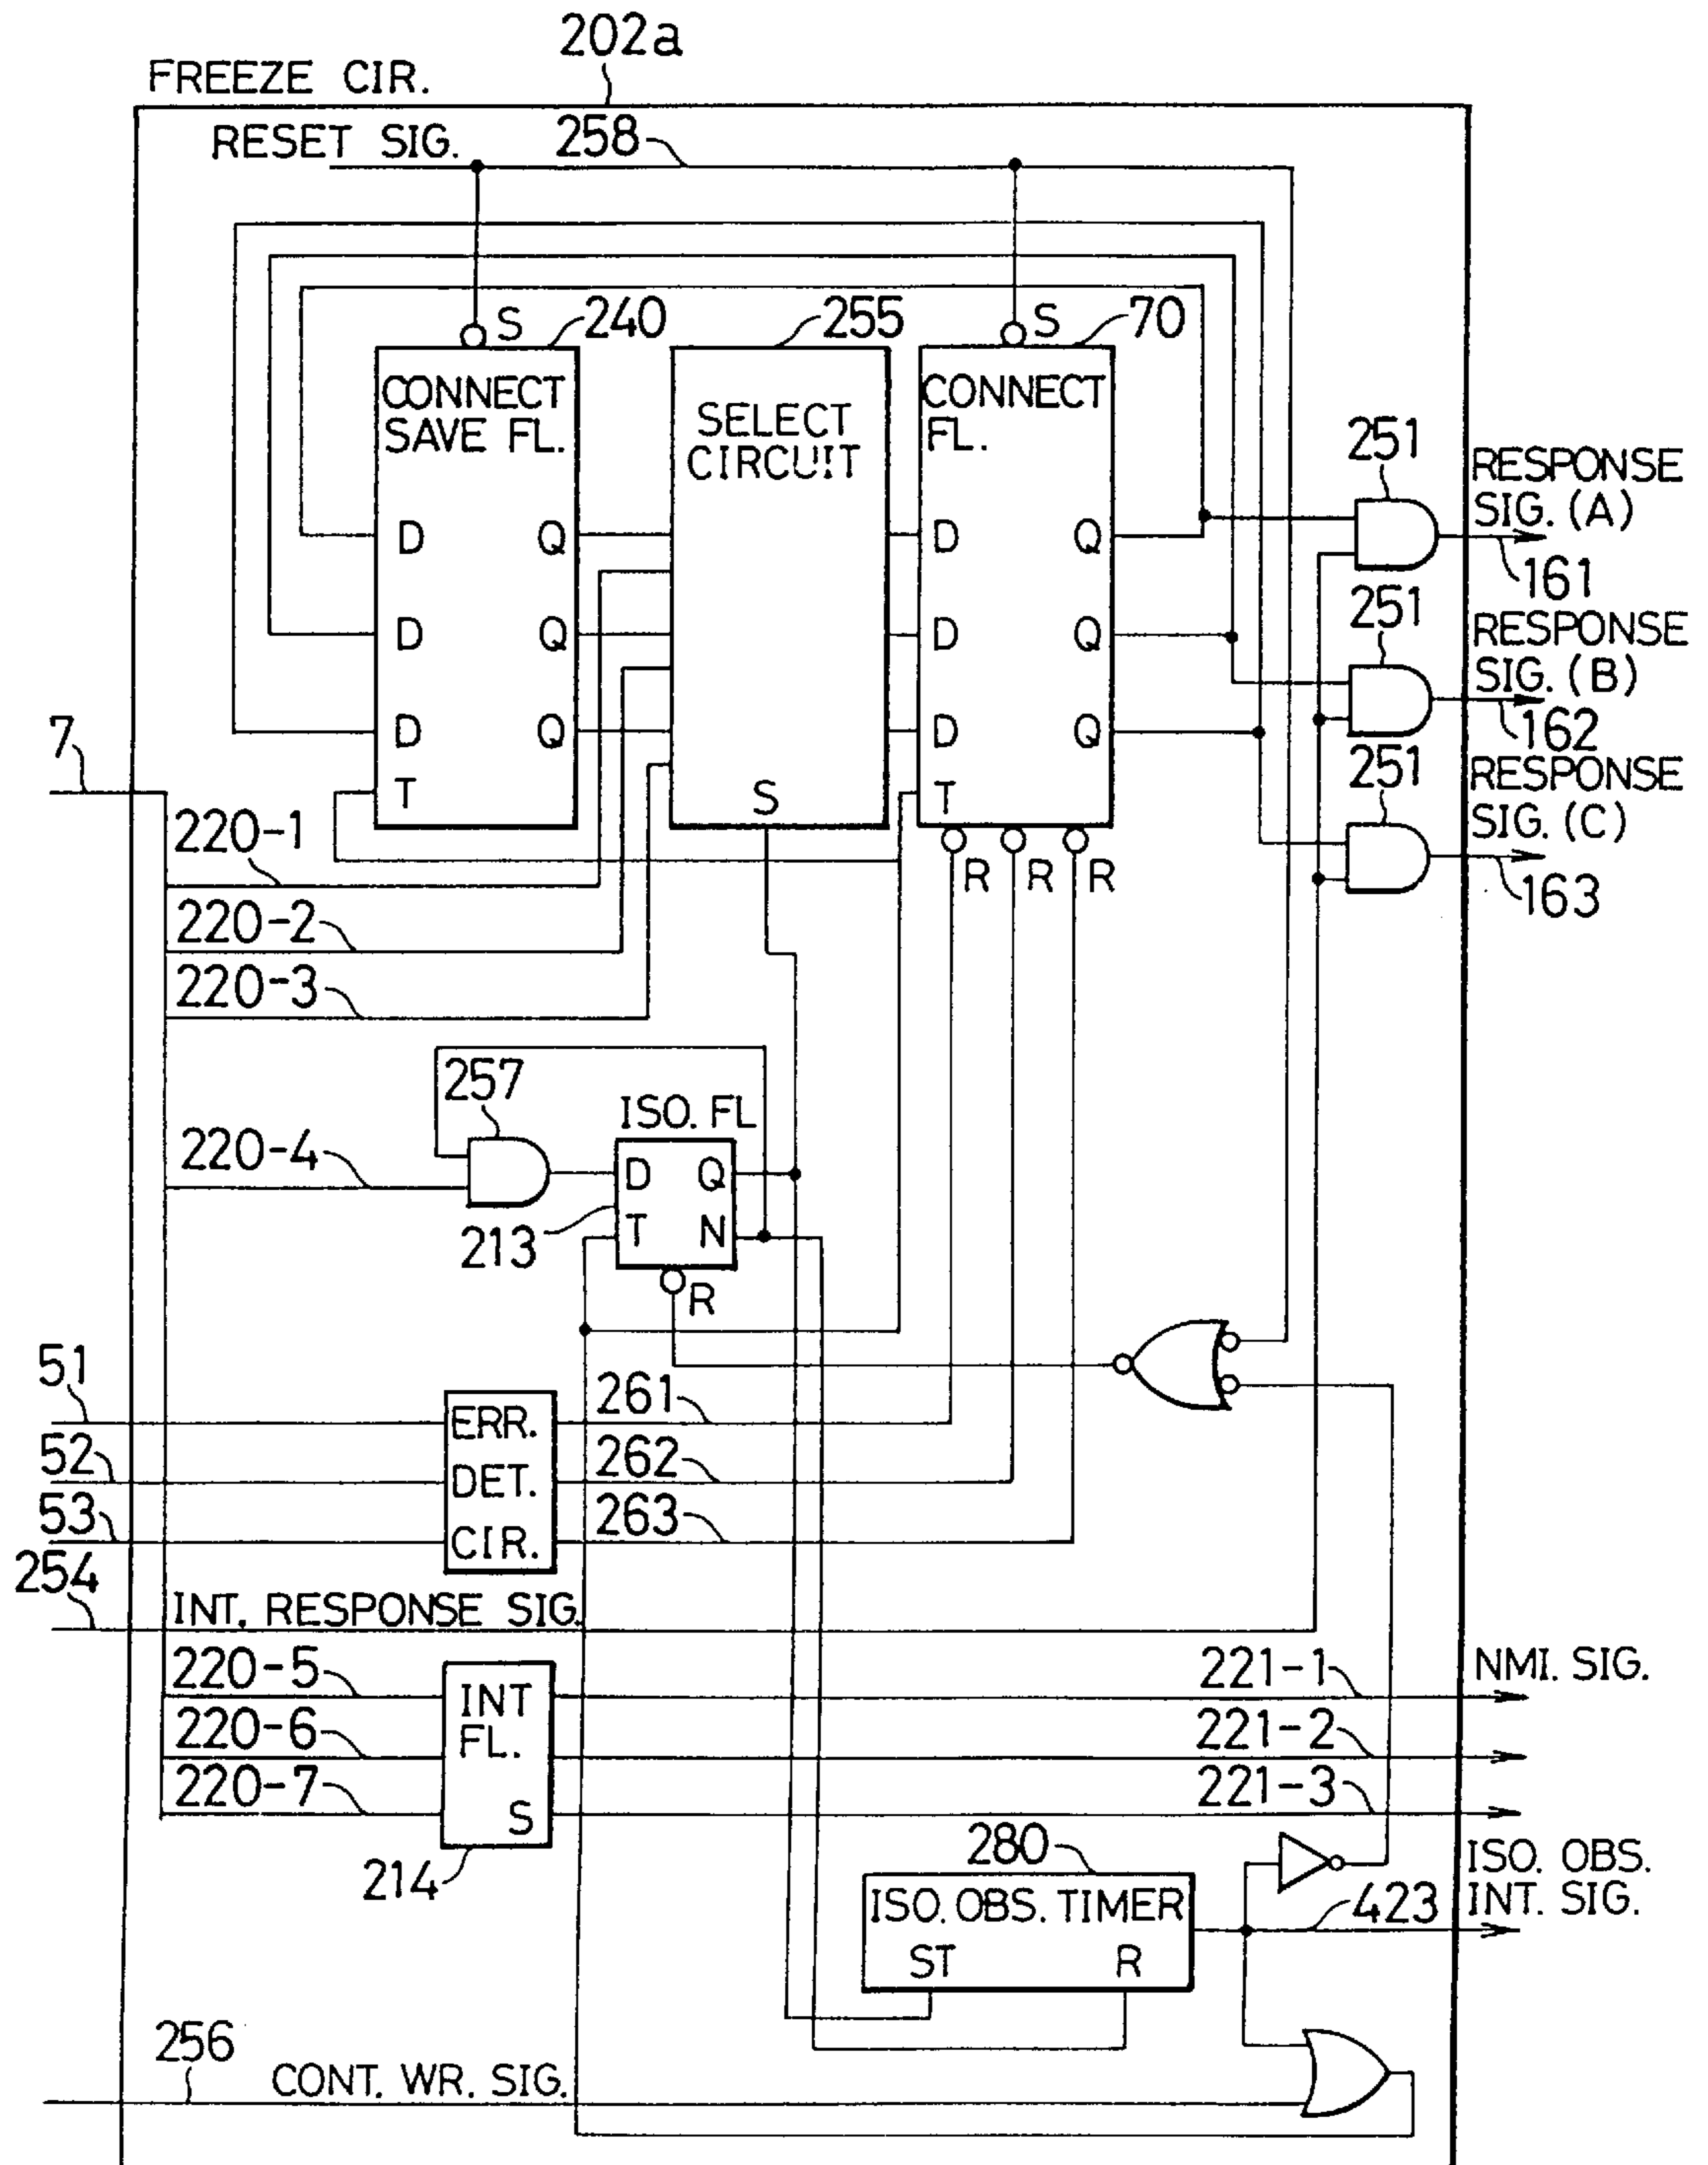 202a
FREEZE CIR.
RESET SIG.
258
S
240
255
S
70
CONNECT
SAVE FL.
SELECT
CIRCUIT
CONNECT
FL.
251
RESPONSE
SIG. (A)
D
Q
D
Q
161
251
RESPONSE
SIG. (B)
D
Q
D
Q
162
7
D
Q
D
Q
251
RESPONSE
SIG. (C)
T
S
T
163
220-1
R
R
R
220-2
220-3
257
ISO. FL
220-4
D
Q
213
T
N
R
51
261
ERR.
52
262
DET.
53
263
CIR.
254
INT. RESPONSE SIG.
220-5
221-1
NMI. SIG.
INT
FL.
220-6
221-2
220-7
221-3
S
214
280
ISO. OBS.
INT. SIG.
ISO. OBS. TIMER
423
ST
R
256
CONT. WR. SIG.